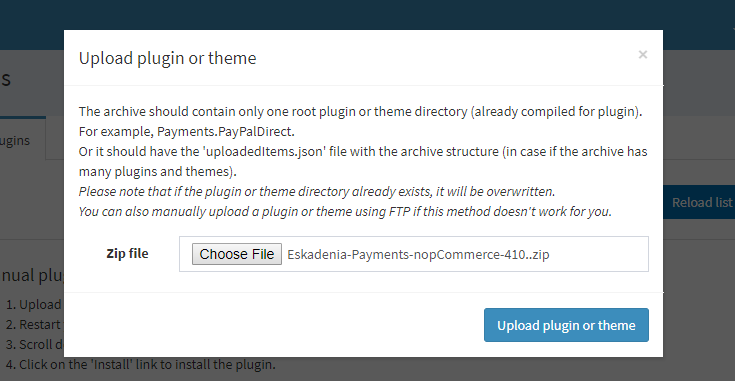 Upload plugin or theme
×
s
The archive should contain only one root plugin or theme directory (already compiled for plugin).
For example, Payments.PayPalDirect.
Or it should have the 'uploadedItems.json' file with the archive structure (in case if the archive has
many plugins and themes).
Please note that if the plugin or theme directory already exists, it will be overwritten.
You can also manually upload a plugin or theme using FTP if this method doesn't work for you.
ugins
Reload list
Zip file Choose File Eskadenia-Payments-nopCommerce-410..zip
nual plu
1. Upload
2. Restart
3. Scroll d
Upload plugin or theme
4. Click on the 'Install' link to install the plugin.